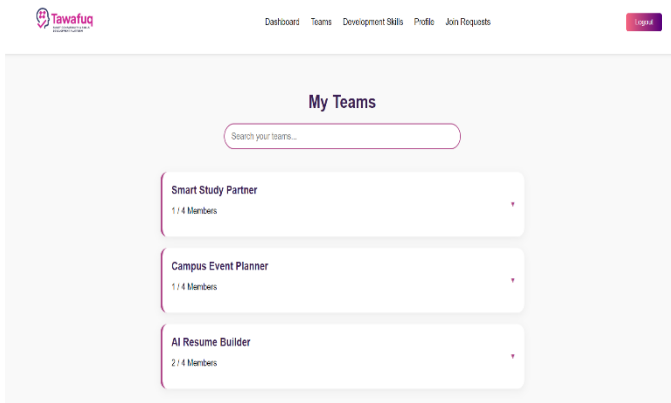 Tawafuq
Dashboard Teams Development Skills Profile Join Requests
Logout
My Teams
Search your teams...
Smart Study Partner
1 / 4 Members
Campus Event Planner
1 / 4 Members
AI Resume Builder
2 / 4 Members